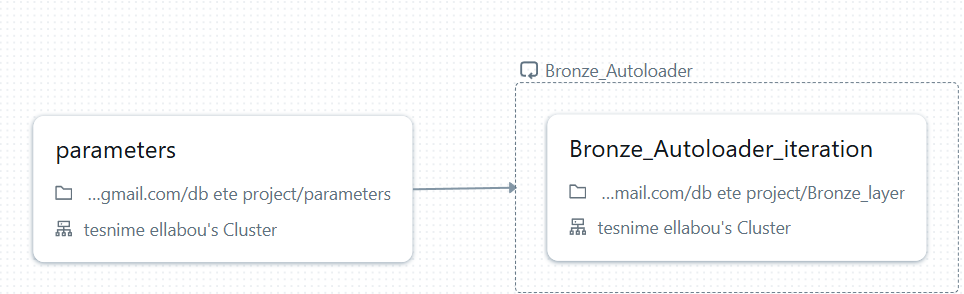 Bronze_Autoloader
parameters
...gmail.com/db ete project/parameters
tesnime ellabou's Cluster
Bronze_Autoloader_iteration
...mail.com/db ete project/Bronze_layer
tesnime ellabou's Cluster